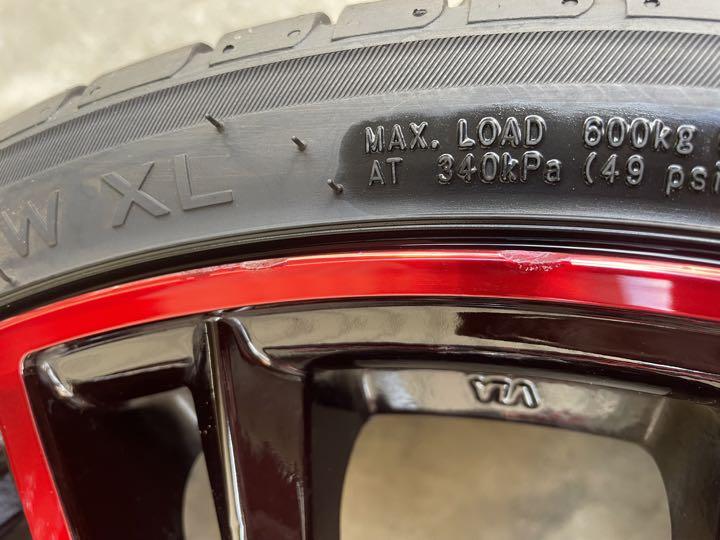 W XL
MAX. LOAD 600kg
AT 340kPa (49 psi
VIA